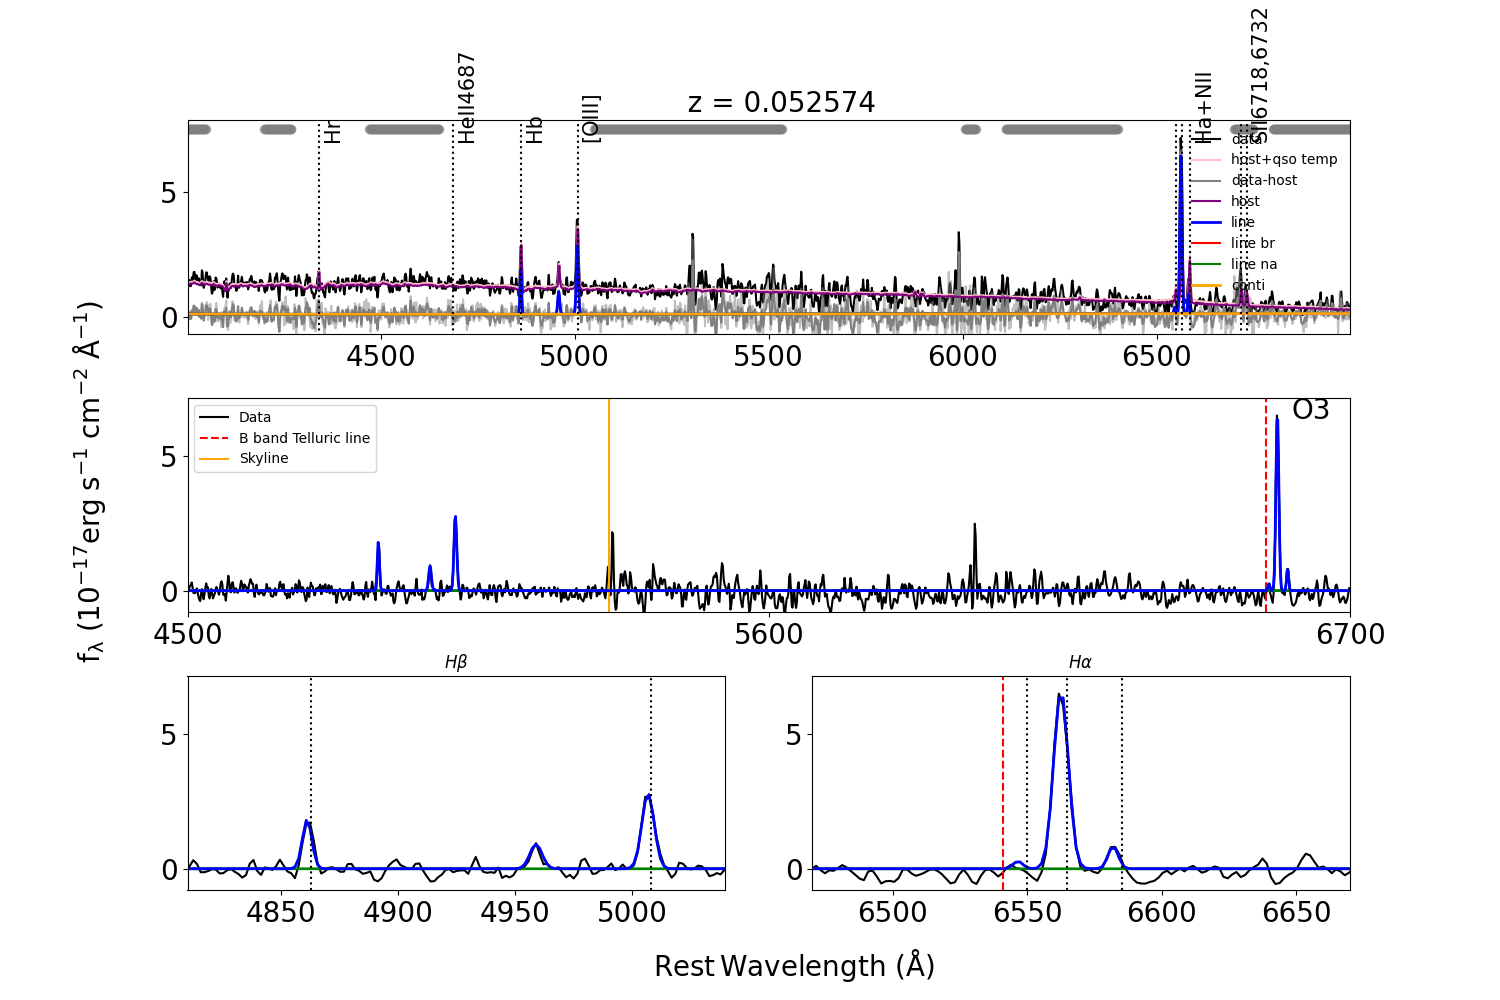 z = 0.052574
Hr
HeII4687
Hb
[OIII]
Ha+NII
SII6718,6732
data
host+qso temp
data-host
host
line
line br
line na
conti
5
0
4500
5000
5500
6000
6500
Data
B band Telluric line
Skyline
O3
5
0
4500
5600
6700
fλ (10⁻¹⁷erg s⁻¹ cm⁻² Å⁻¹)
Hβ
5
0
4850
4900
4950
5000
Hα
5
0
6500
6550
6600
6650
Rest Wavelength (Å)